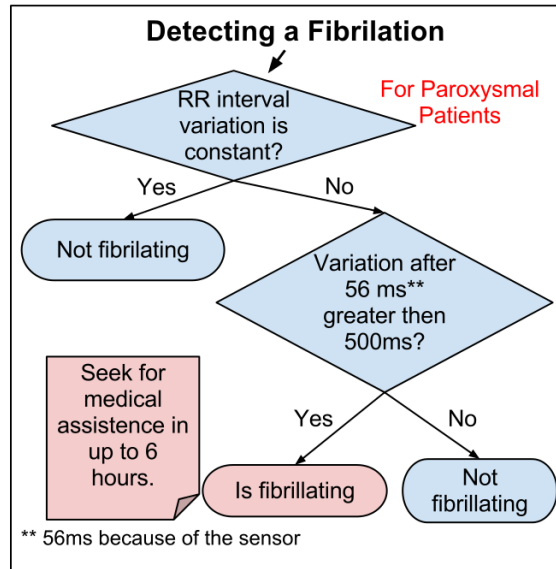 Detecting a Fibrilation
For Paroxysmal
Patients
RR interval
variation is
constant?
Yes
No
Not fibrilating
Variation after
56 ms**
greater then
500ms?
Seek for
medical
assistence in
up to 6
hours.
Yes
No
Is fibrillating
Not
fibrillating
** 56ms because of the sensor